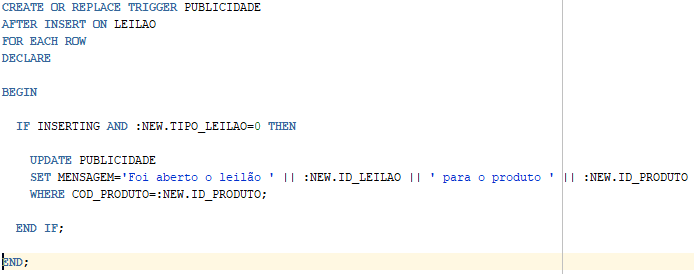 CREATE OR REPLACE TRIGGER PUBLICIDADE
AFTER INSERT ON LEILAO
FOR EACH ROW
DECLARE
BEGIN
IF INSERTING AND :NEW.TIPO_LEILAO=0 THEN
UPDATE PUBLICIDADE
SET MENSAGEM='Foi aberto o leilão ' || :NEW.ID_LEILAO || ' para o produto ' || :NEW.ID_PRODUTO
WHERE COD_PRODUTO=:NEW.ID_PRODUTO;
END IF;
END;